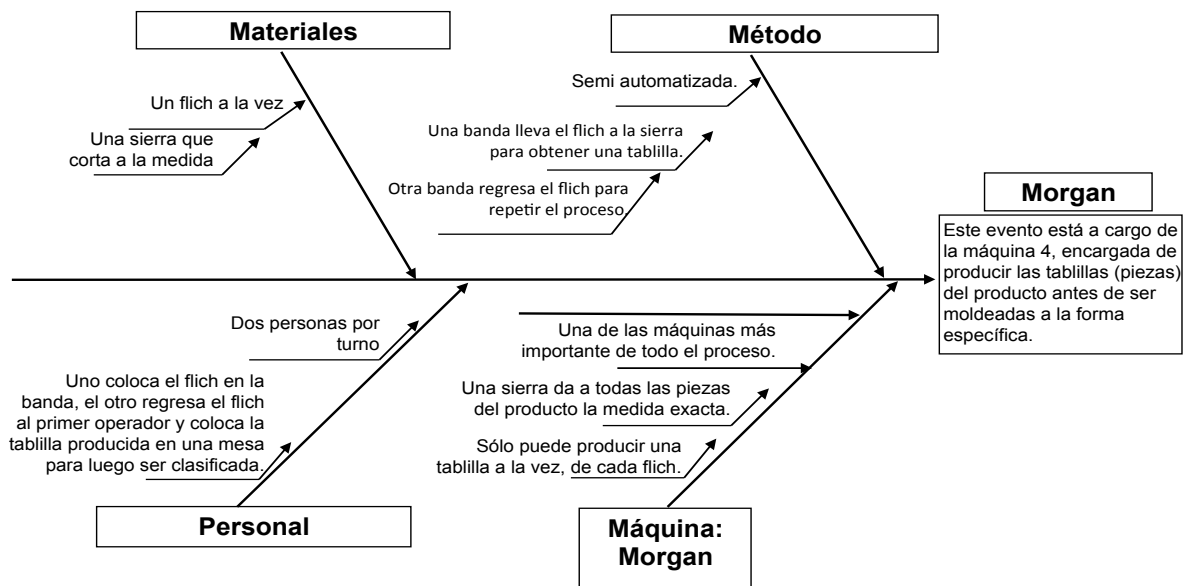 Materiales
Un flich a la vez
Una sierra que
corta a la medida
Método
Semi automatizada.
Una banda lleva el flich a la sierra
para obtener una tablilla.
Otra banda regresa el flich para
repetir el proceso.
Morgan
Este evento está a cargo de
la máquina 4, encargada de
producir las tablillas (piezas)
del producto antes de ser
moldeadas a la forma
específica.
Dos personas por
turno
Uno coloca el flich en la
banda, el otro regresa el flich
al primer operador y coloca la
tablilla producida en una mesa
para luego ser clasificada.
Personal
Una de las máquinas más
importante de todo el proceso.
Una sierra da a todas las piezas
del producto la medida exacta.
Sólo puede producir una
tablilla a la vez, de cada flich.
Máquina:
Morgan